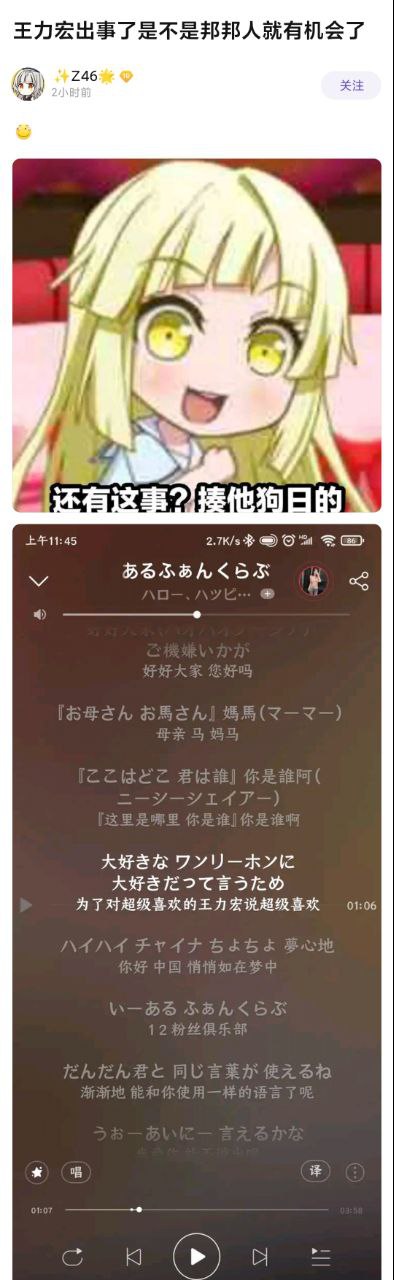 王力宏出事了是不是邦邦人就有机会了
✨Z46🌟
2小时前
关注
还有这事?揍他狗日的
上午11:45
2.7K/s
HD
86
あるふぁんくらぶ
ハロー、ハッピ…
ご機嫌いかが
好好大家 您好吗
『お母さん お馬さん』媽馬(マーマー)
母亲 马 妈马
『ここはどこ 君は誰』你是誰阿(
ニーシーシェイアー)
『这里是哪里 你是谁』你是谁啊
大好きな ワンリーホンに
大好きだって言うため
为了对超级喜欢的王力宏说超级喜欢
01:06
ハイハイ チャイナ ちょちょ 夢心地
你好 中国 悄悄如在梦中
いーある ふぁんくらぶ
1 2 粉丝俱乐部
だんだん君と 同じ言葉が 使えるね
渐渐地 能和你使用一样的语言了呢
うぉーあいにー 言えるかな
唱
译
01:07
03:58